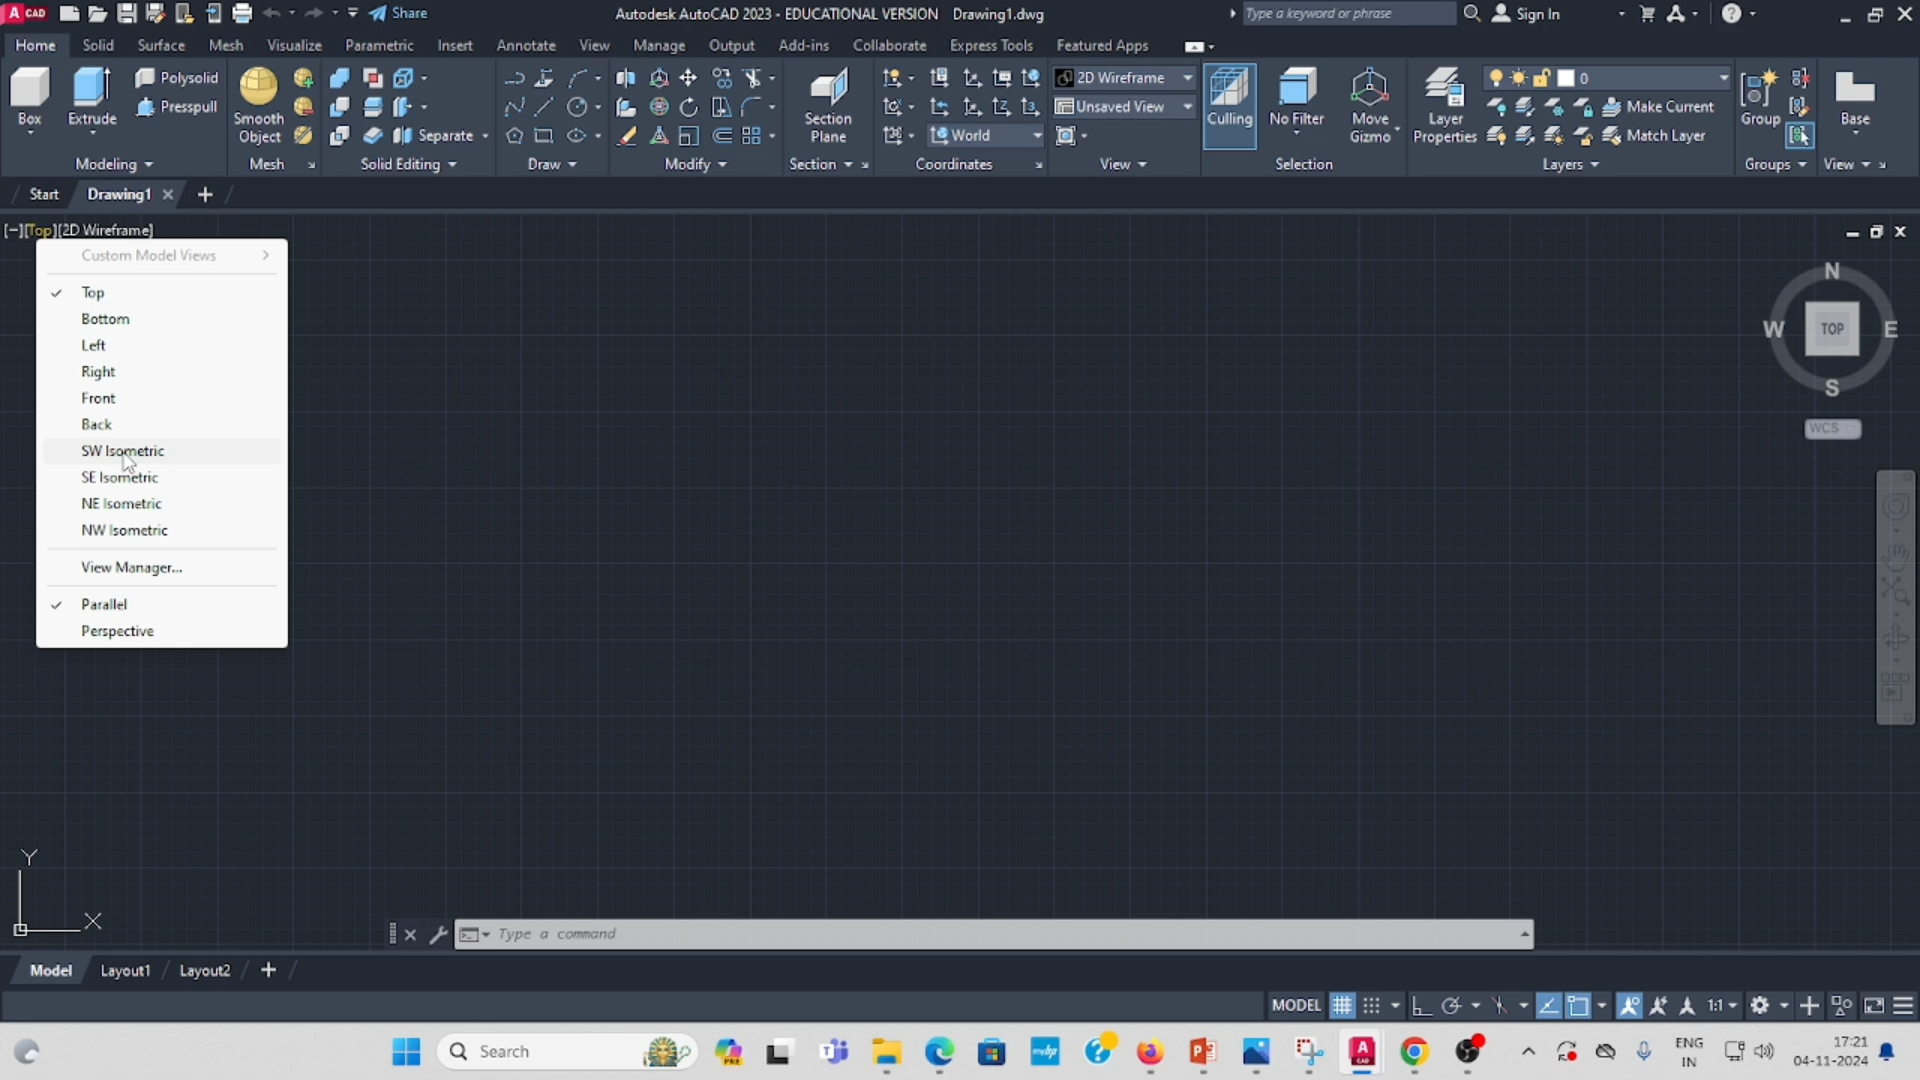 CAD Share Autodesk AutoCAD 2023 - EDUCATIONAL VERSION Drawing1.dwg Type a keyword or phrase Sign In
Home Solid Surface Mesh Visualize Parametric Insert Annotate View Manage Output Add-ins Collaborate Express Tools Featured Apps
Polysolid 2D Wireframe 0
Presspull Unsaved View Make Current
Box Extrude Smooth Object Separate Section Plane World Culling No Filter Move Gizmo Layer Properties Match Layer Group Base
Modeling Mesh Solid Editing Draw Modify Section Coordinates View Selection Layers Groups View
Start Drawing1
[−][Top][2D Wireframe]
Custom Model Views
Top
Bottom
Left
Right
Front
Back
SW Isometric
SE Isometric
NE Isometric
NW Isometric
View Manager...
Parallel
Perspective
N
W TOP E
S
WCS
Y
X
Type a command
Model Layout1 Layout2
MODEL 1:1
Search PRE myhp ENG 17:21
IN 04-11-2024